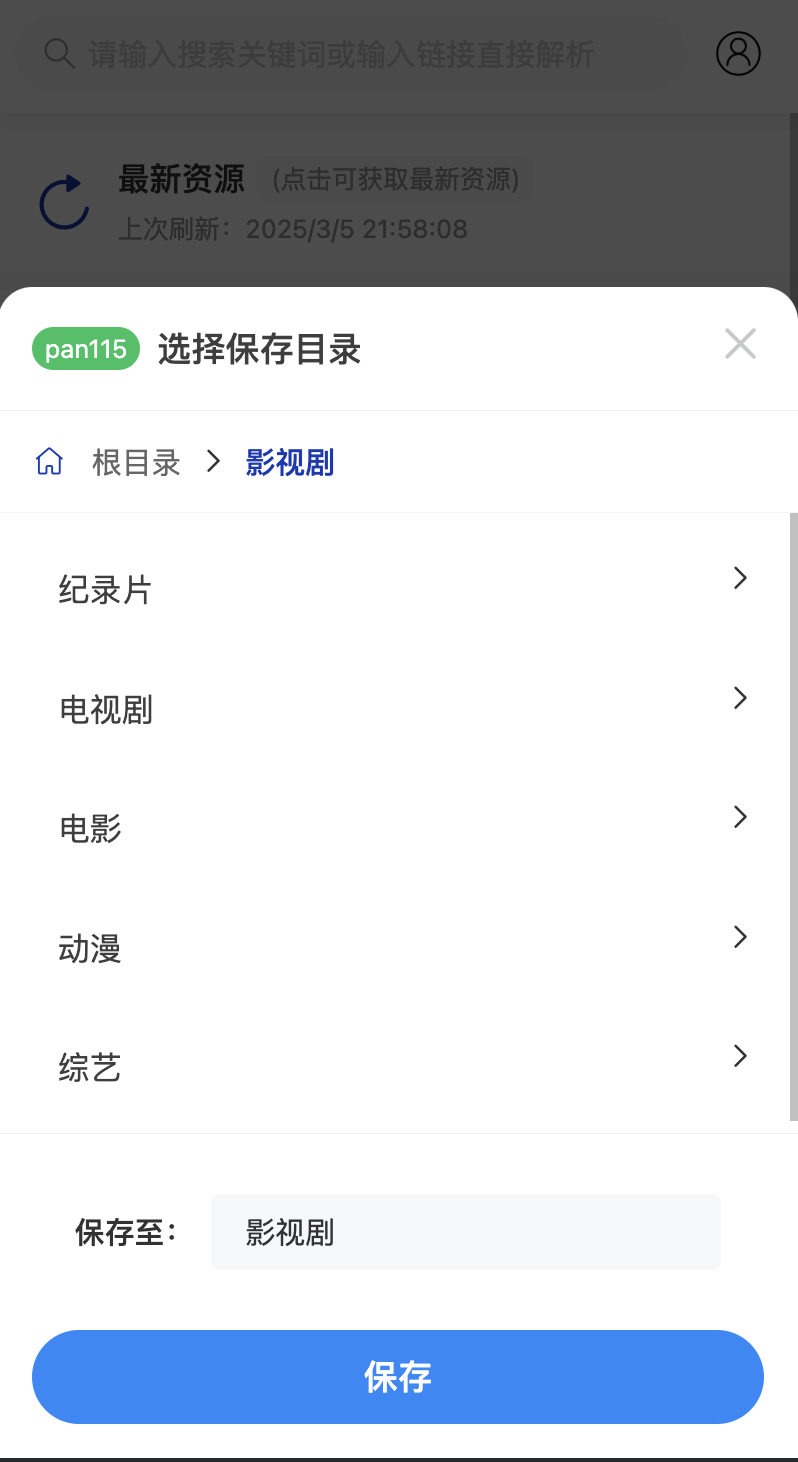 请输入搜索关键词或输入链接直接解析
最新资源 (点击可获取最新资源)
上次刷新：2025/3/5 21:58:08
pan115 选择保存目录
根目录 > 影视剧
纪录片
电视剧
电影
动漫
综艺
保存至： 影视剧
保存